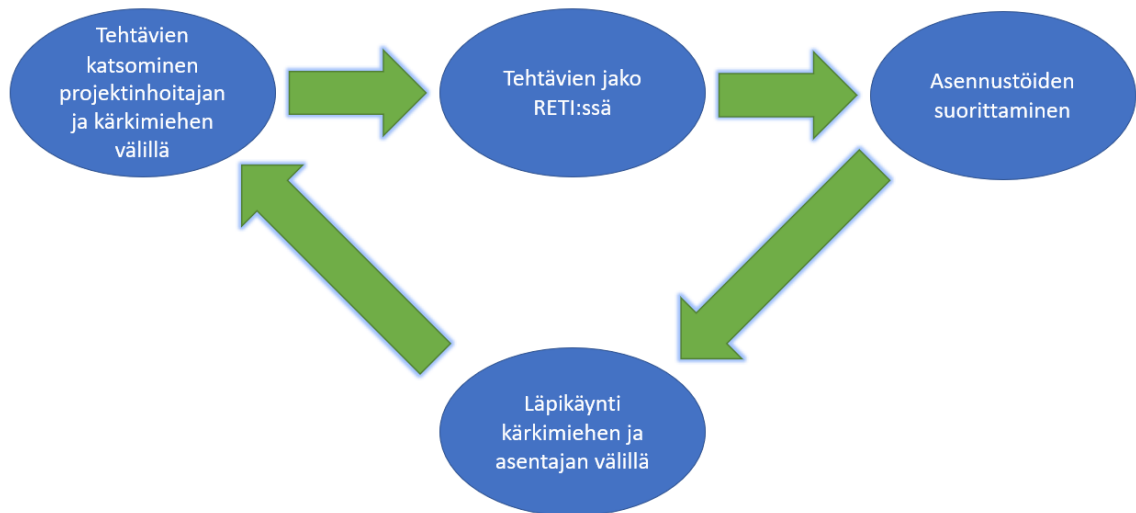 Tehtävien
katsominen
projektinhoitajan
ja kärkimiehen
välillä
Tehtävien jako
RETI:ssä
Asennustöiden
suorittaminen
Läpikäynti
kärkimiehen ja
asentajan välillä